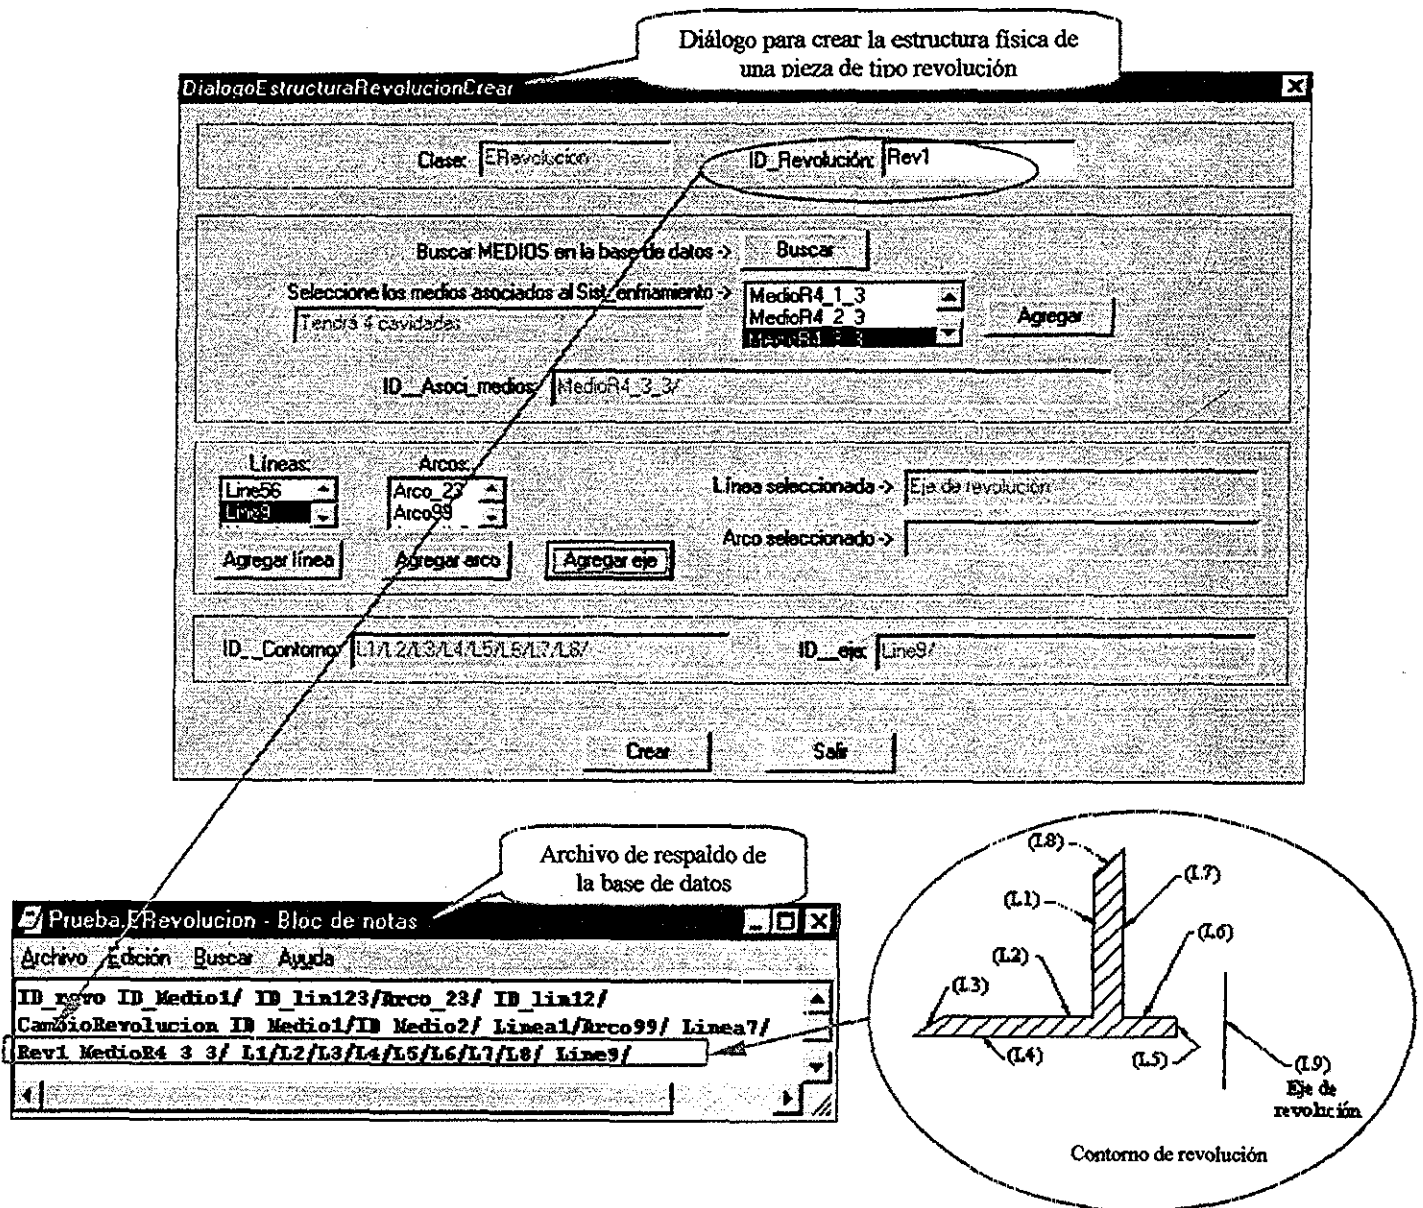 Diálogo para crear la estructura física de
una pieza de tipo revolución
DialogoEstructuraRevolucionCrear
Clase: ERevolucion
ID_Revolución: Rev1
Buscar MEDIOS en la base de datos -> Buscar
Seleccione los medios asociados al Sist_enfriamiento ->
MedioR4_1_3
MedioR4_2_3
MedioR4_3_3
Agregar
Tendrá 4 cavidades
ID__Asoci_medios: MedioR4_3_3/
Líneas:
Line56
Line9
Arcos:
Arco_23
Arco99
Línea seleccionada -> Eje de revolución
Arco seleccionado ->
Agregar línea
Agregar arco
Agregar eje
ID__Contorno: L1/L2/L3/L4/L5/L6/L7/L8/
ID__eje: Line9/
Crear
Salir
Archivo de respaldo de
la base de datos
Prueba.ERevolucion - Bloc de notas
Archivo Edición Buscar Ayuda
ID_revo ID_Medio1/ ID_lin123/Arco_23/ ID_lin12/
CambioRevolucion ID_Medio1/ID_Medio2/ Linea1/Arco99/ Linea7/
Rev1 MedioR4_3_3/ L1/L2/L3/L4/L5/L6/L7/L8/ Line9/
(L8)
(L7)
(L1)
(L6)
(L2)
(L3)
(L4)
(L5)
(L9)
Eje de
revolución
Contorno de revolución